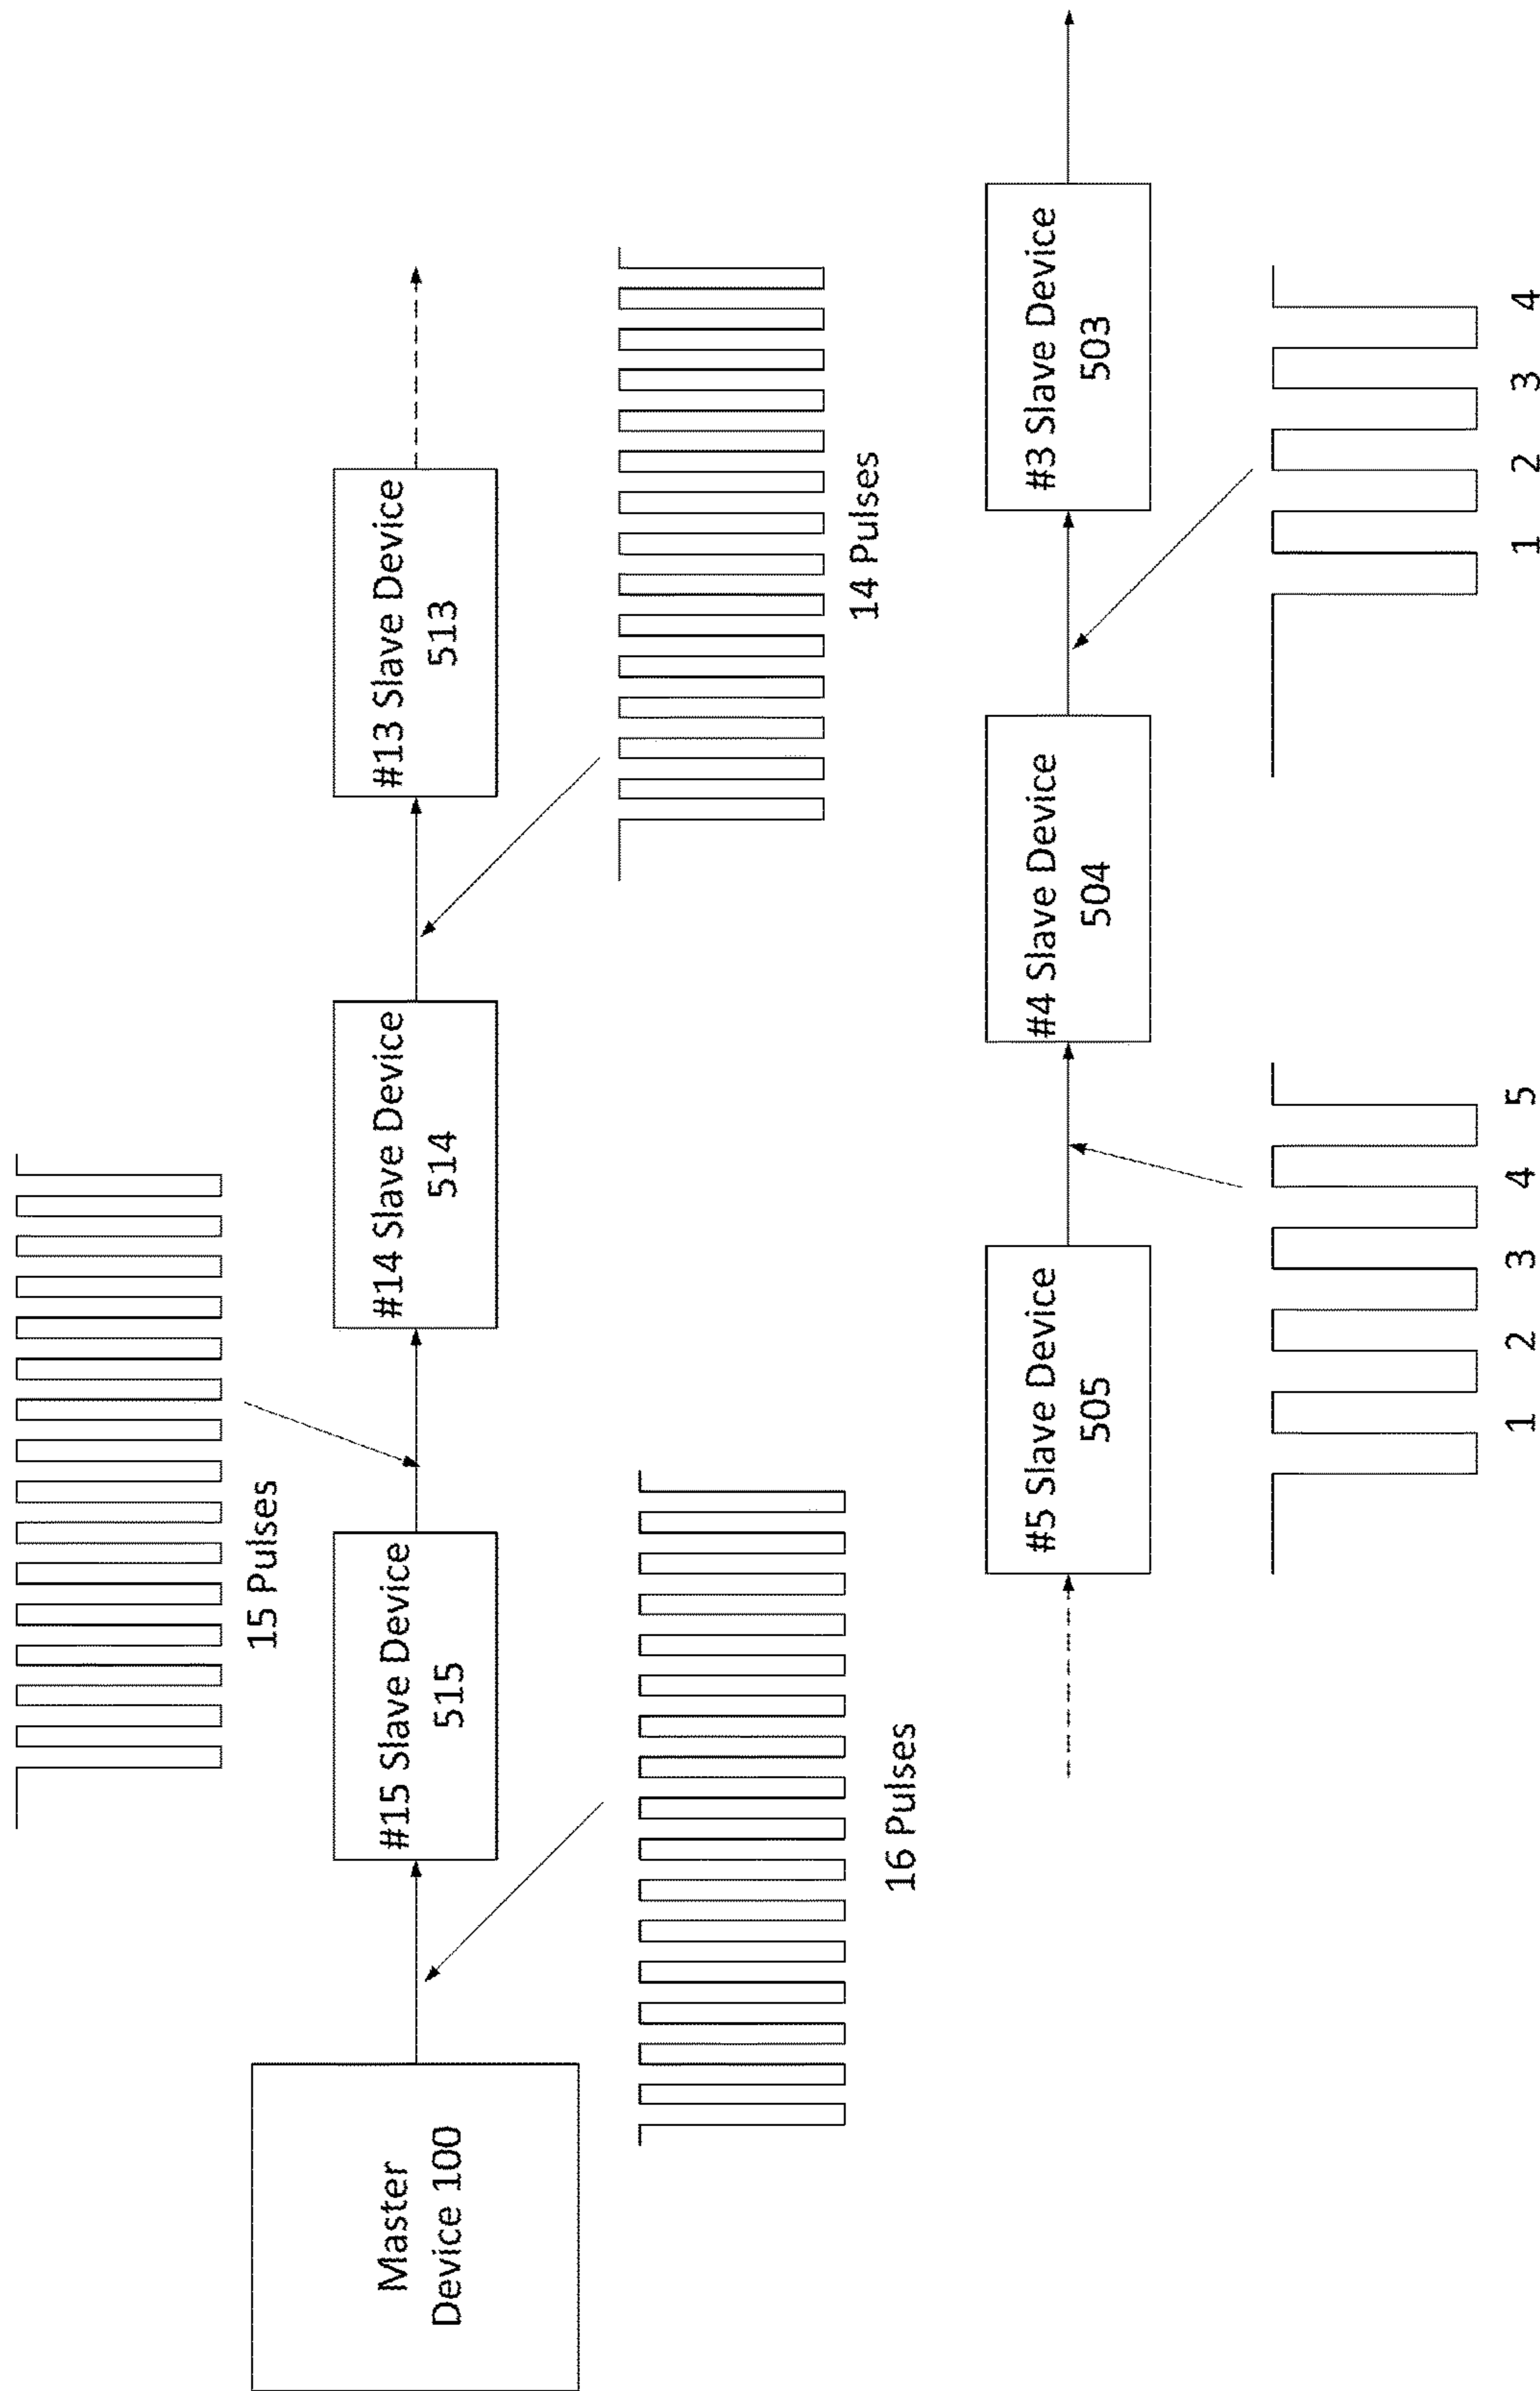 15 Pulses
Master
Device 100
#15 Slave Device
515
#14 Slave Device
514
#13 Slave Device
513
16 Pulses
14 Pulses
#5 Slave Device
505
#4 Slave Device
504
#3 Slave Device
503
1 2 3 4 5
1 2 3 4